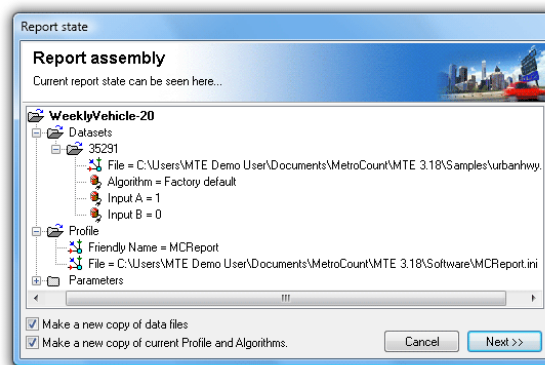 Report state
Report assembly
Current report state can be seen here...
WeeklyVehicle-20
Datasets
35291
File = C:\Users\MTE Demo User\Documents\MetroCount\MTE 3.18\Samples\urbanhwy.
Algorithm = Factory default
Input A = 1
Input B = 0
Profile
Friendly Name = MCReport
File = C:\Users\MTE Demo User\Documents\MetroCount\MTE 3.18\Software\MCReport.ini
Parameters
Make a new copy of data files
Make a new copy of current Profile and Algorithms.
Cancel
Next >>